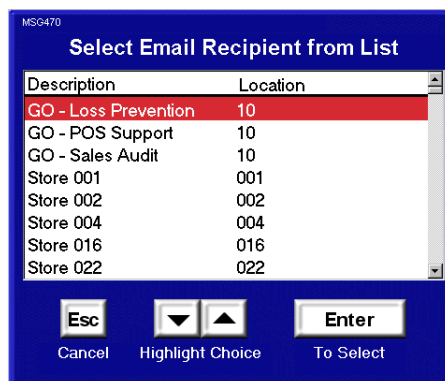 MSG470
Select Email Recipient from List
Description Location
GO - Loss Prevention 10
GO - POS Support 10
GO - Sales Audit 10
Store 001 001
Store 002 002
Store 004 004
Store 016 016
Store 022 022
Esc Enter
Cancel Highlight Choice To Select